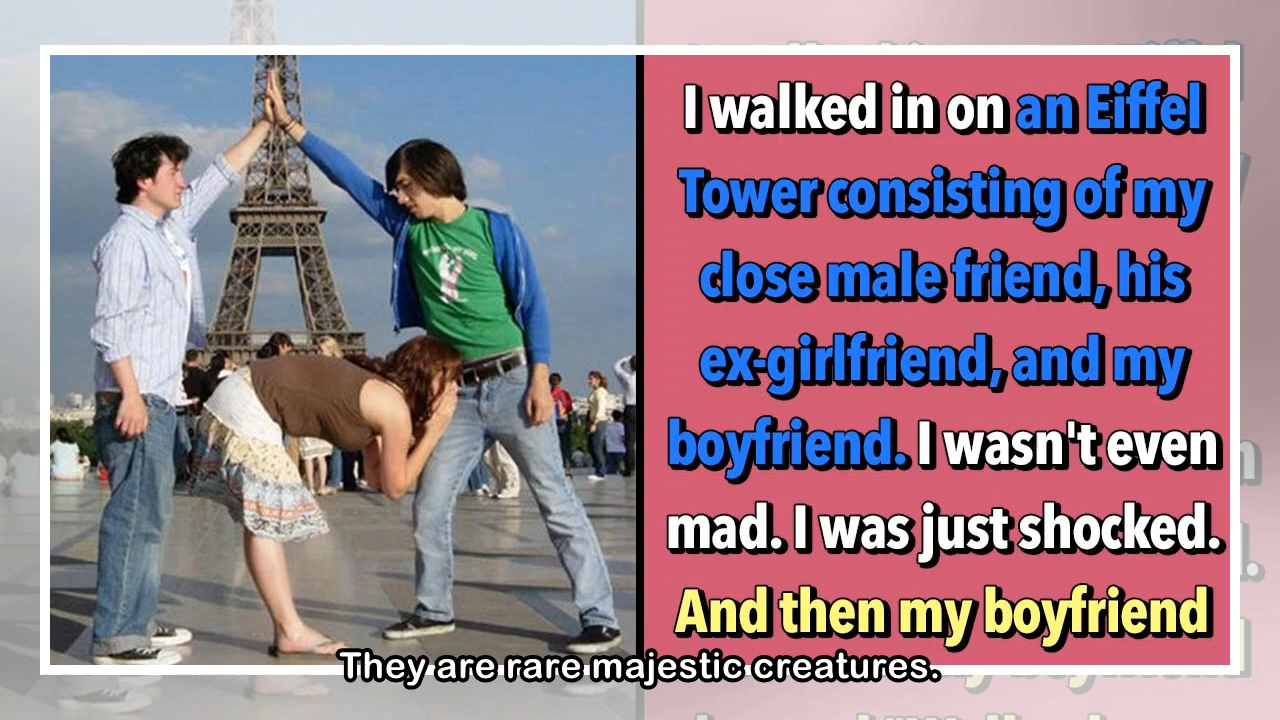 I walked in on an Eiffel
Tower consisting of my
close male friend, his
ex-girlfriend, and my
boyfriend. I wasn't even
mad. I was just shocked.
And then my boyfriend
They are rare majestic creatures.